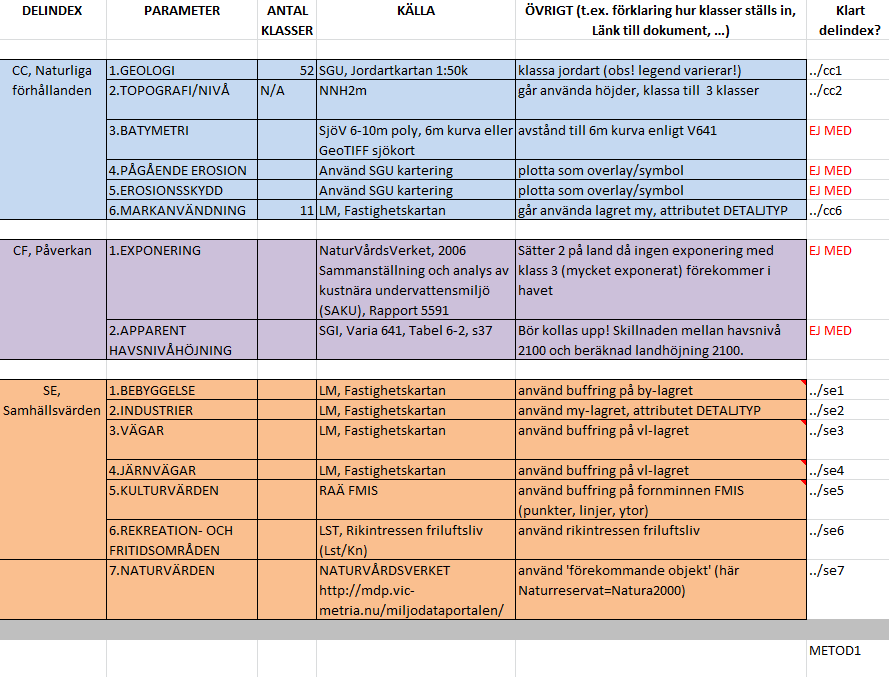 DELINDEX PARAMETER ANTAL KLASSER KÄLLA ÖVRIGT (t.ex. förklaring hur klasser ställs in, Länk till dokument, ...) Klart delindex?
CC, Naturliga förhållanden 1.GEOLOGI 52 SGU, Jordartkartan 1:50k klassa jordart (obs! legend varierar!) ../cc1
2.TOPOGRAFI/NIVÅ N/A NNH2m går använda höjder, klassa till 3 klasser ../cc2
3.BATYMETRI SjöV 6-10m poly, 6m kurva eller GeoTIFF sjökort avstånd till 6m kurva enligt V641 EJ MED
4.PÅGÅENDE EROSION Använd SGU kartering plotta som overlay/symbol EJ MED
5.EROSIONSSKYDD Använd SGU kartering plotta som overlay/symbol EJ MED
6.MARKANVÄNDNING 11 LM, Fastighetskartan går använda lagret my, attributet DETALJTYP ../cc6
CF, Påverkan 1.EXPONERING NaturVårdsVerket, 2006 Sammanställning och analys av kustnära undervattensmiljö (SAKU), Rapport 5591 Sätter 2 på land då ingen exponering med klass 3 (mycket exponerat) förekommer i havet EJ MED
2.APPARENT HAVSNIVÅHÖJNING SGI, Varia 641, Tabel 6-2, s37 Bör kollas upp! Skillnaden mellan havsnivå 2100 och beräknad landhöjning 2100. EJ MED
SE, Samhällsvärden 1.BEBYGGELSE LM, Fastighetskartan använd buffring på by-lagret ../se1
2.INDUSTRIER LM, Fastighetskartan använd my-lagret, attributet DETALJTYP ../se2
3.VÄGAR LM, Fastighetskartan använd buffring på vl-lagret ../se3
4.JÄRNVÄGAR LM, Fastighetskartan använd buffring på vl-lagret ../se4
5.KULTURVÄRDEN RAÄ FMIS använd buffring på fornminnen FMIS (punkter, linjer, ytor) ../se5
6.REKREATION- OCH FRITIDSOMRÅDEN LST, Rikintressen friluftsliv (Lst/Kn) använd rikintressen friluftsliv ../se6
7.NATURVÄRDEN NATURVÅRDSVERKET http://mdp.vic-metria.nu/miljodataportalen/ använd 'förekommande objekt' (här Naturreservat=Natura2000) ../se7
METOD1